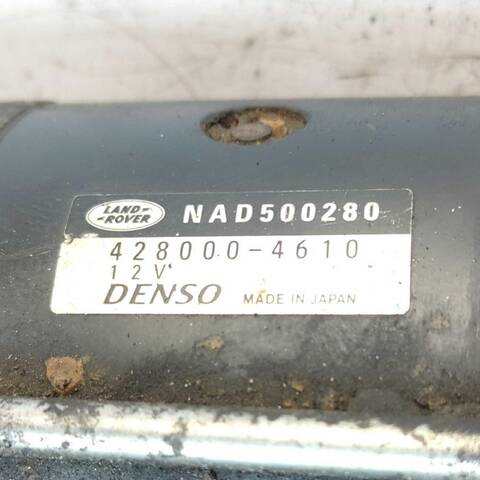 LAND-
-ROVER
NAD500280
428000-4610
12V
DENSO MADE IN JAPAN